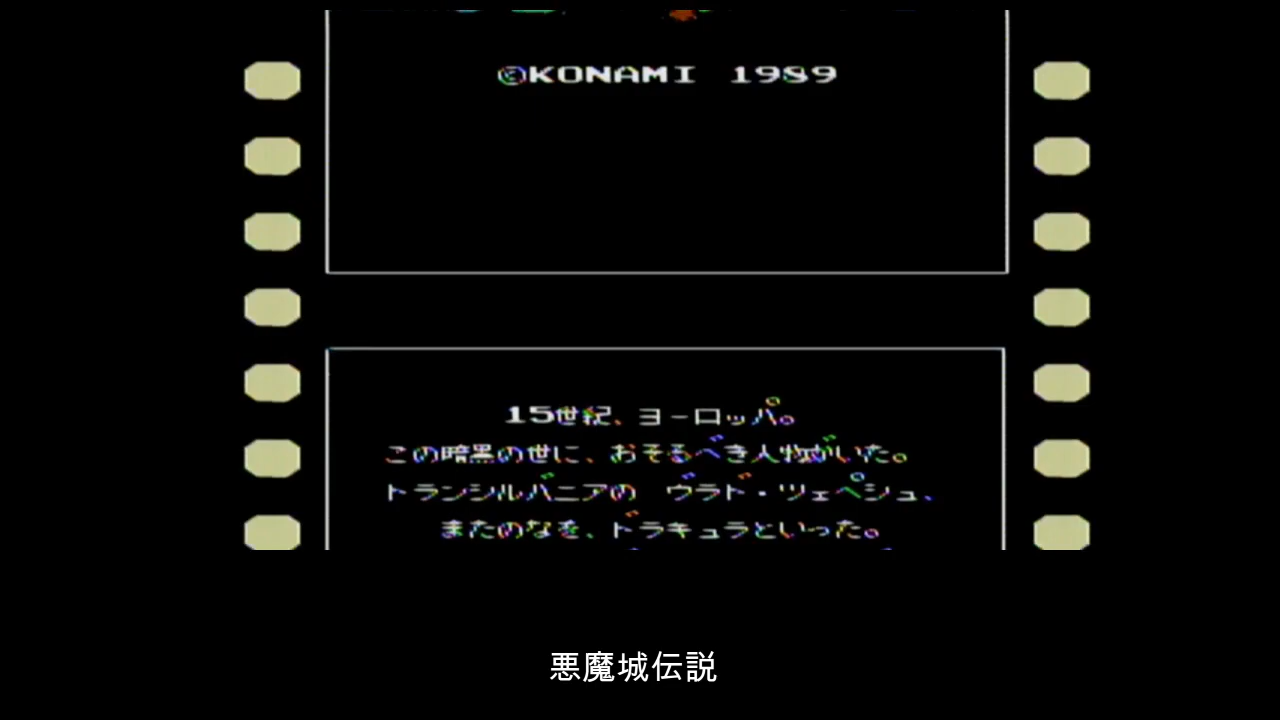 ©KONAMI 1989
15世紀、ヨーロッパ。
この暗黒の世に、おそるべき人物がいた。
トランシルバニアの ヴラド・ツェペシュ、
またのなを、ドラキュラといった。
悪魔城伝説